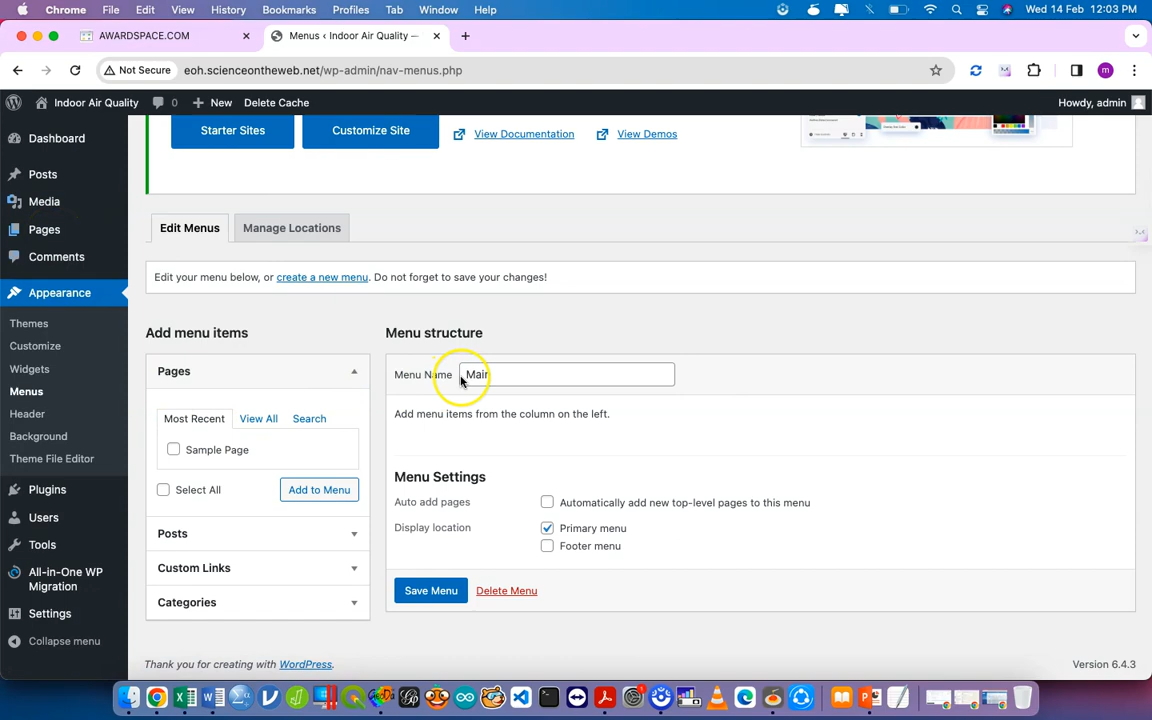 Chrome File Edit View History Bookmarks Profiles Tab Window Help Wed 14 Feb 12:03 PM
AWARDSPACE.COM Menus ‹ Indoor Air Quality —
Not Secure eoh.scienceontheweb.net/wp-admin/nav-menus.php m
Indoor Air Quality 0 New Delete Cache Howdy, admin
Dashboard
Posts
Media
Pages
Comments
Appearance
Themes
Customize
Widgets
Menus
Header
Background
Theme File Editor
Plugins
Users
Tools
All-in-One WP
Migration
Settings
Collapse menu
Starter Sites Customize Site View Documentation View Demos
Edit Menus Manage Locations
Edit your menu below, or create a new menu. Do not forget to save your changes!
Add menu items
Pages
Most Recent View All Search
Sample Page
Select All Add to Menu
Posts
Custom Links
Categories
Menu structure
Menu Name Main
Add menu items from the column on the left.
Menu Settings
Auto add pages Automatically add new top-level pages to this menu
Display location Primary menu
Footer menu
Save Menu Delete Menu
Thank you for creating with WordPress. Version 6.4.3